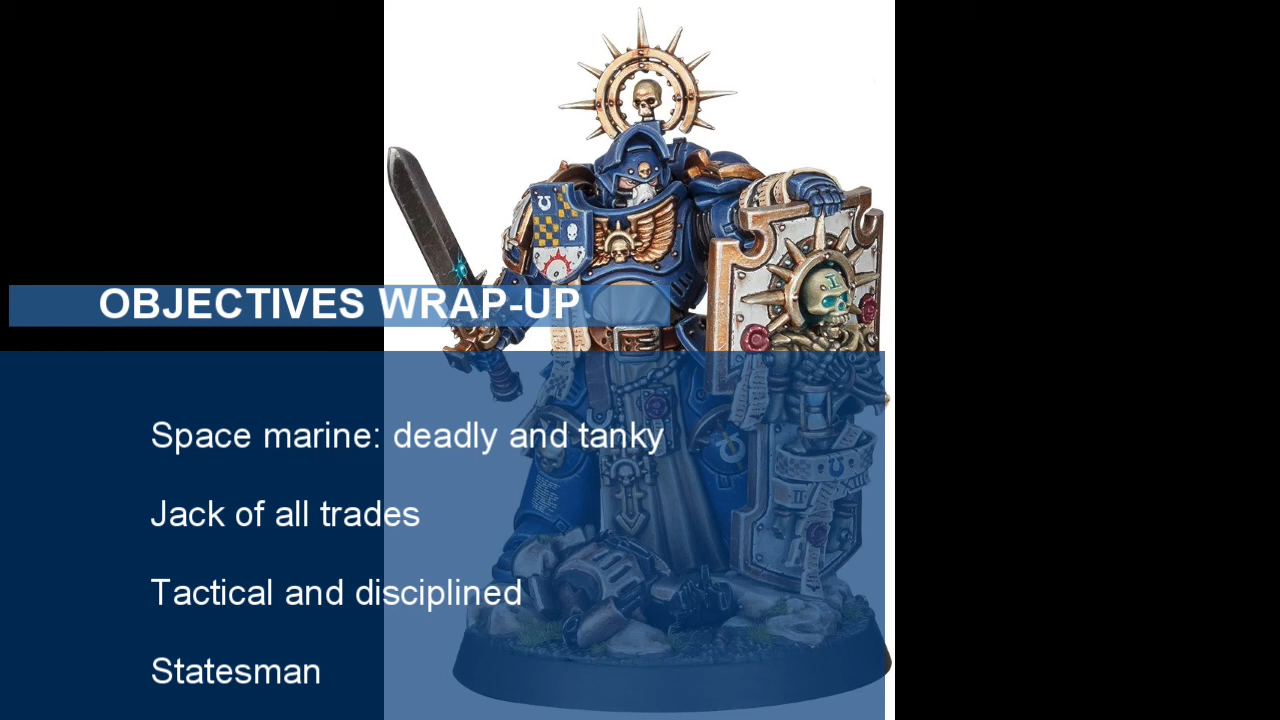 OBJECTIVES WRAP-UP
Space marine: deadly and tanky
Jack of all trades
Tactical and disciplined
Statesman